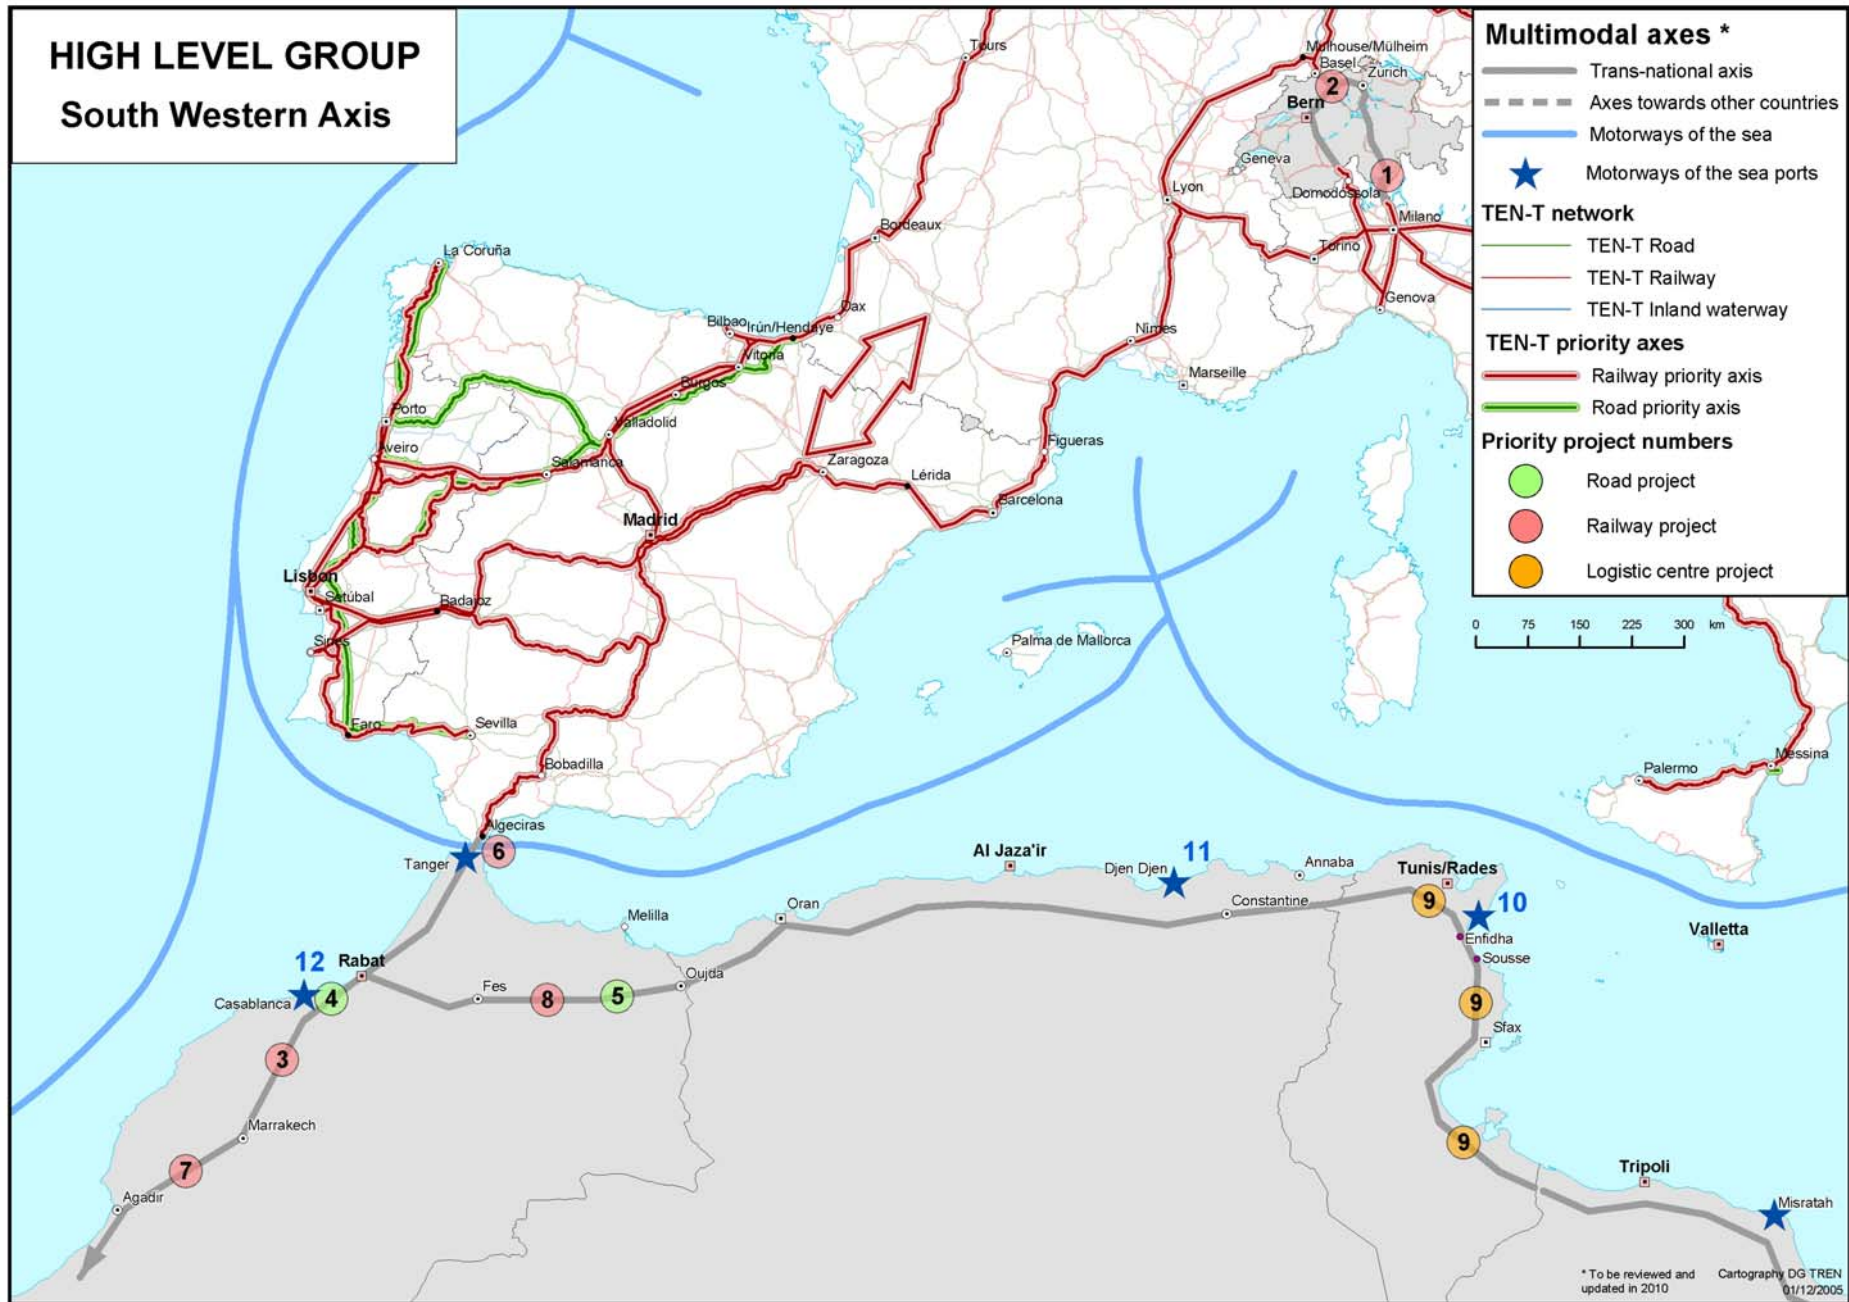 HIGH LEVEL GROUP
South Western Axis
Multimodal axes *
Trans-national axis
Axes towards other countries
Motorways of the sea
Motorways of the sea ports
TEN-T network
TEN-T Road
TEN-T Railway
TEN-T Inland waterway
TEN-T priority axes
Railway priority axis
Road priority axis
Priority project numbers
Road project
Railway project
Logistic centre project
0 75 150 225 300 km
Tours
Mulhouse/Mülheim
Basel
Zürich
2
Bern
Geneva
1
Domodossola
Lyon
Milano
Torino
Genova
Bordeaux
La Coruña
Dax
Bilbao
Irún/Hendaye
Vitoria
Nîmes
Marseille
Burgos
Porto
Valladolid
Aveiro
Salamanca
Figueras
Zaragoza
Lérida
Barcelona
Madrid
Lisbon
Setúbal
Badajoz
Sines
Palma de Mallorca
Faro
Sevilla
Bobadilla
Messina
Palermo
Algeciras
6
Tanger
Al Jaza'ir
Djen Djen
11
Annaba
Tunis/Rades
9
10
Oran
Constantine
Melilla
Enfidha
Sousse
Valletta
12
Rabat
Casablanca
4
Fes
8
5
Oujda
9
Sfax
3
Marrakech
9
7
Tripoli
Agadir
Misratah
* To be reviewed and
updated in 2010
Cartography DG TREN
01/12/2005